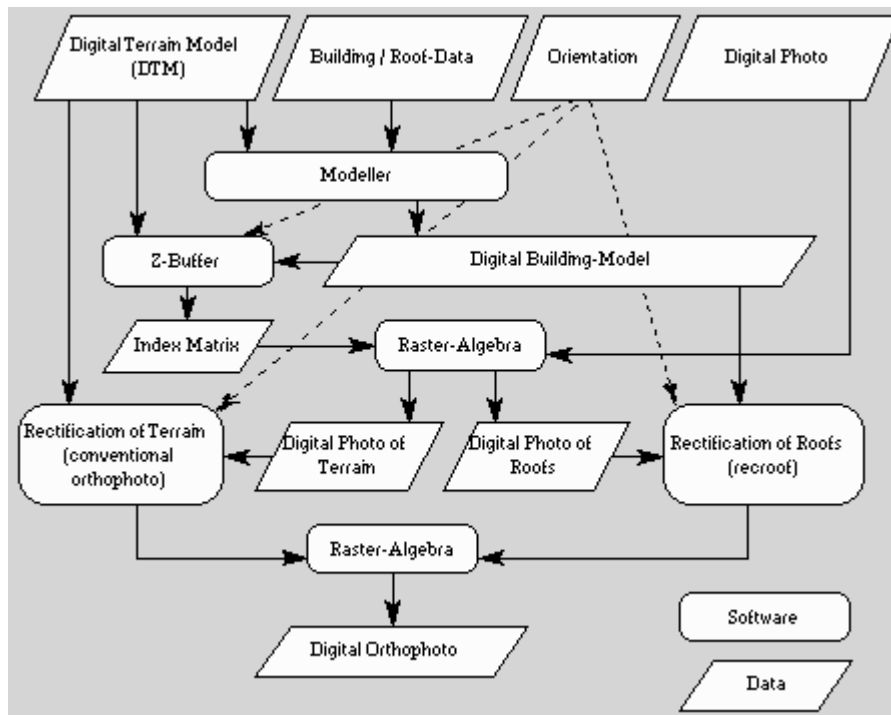 Digital Terrain Model
(DTM)
Building / Roof-Data
Orientation
Digital Photo
Modeller
Z-Buffer
Digital Building-Model
Index Matrix
Raster-Algebra
Rectification of Terrain
(conventional
orthophoto)
Digital Photo of
Terrain
Digital Photo of
Roofs
Rectification of Roofs
(recroof)
Raster-Algebra
Digital Orthophoto
Software
Data